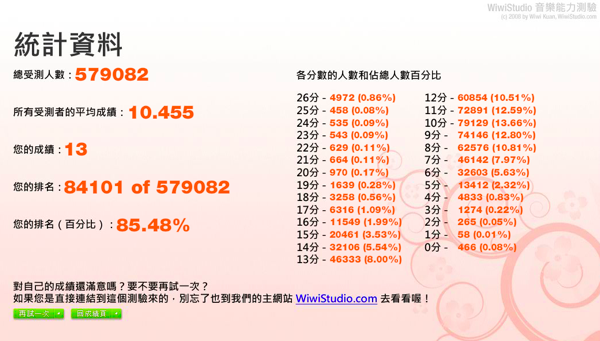 WiwiStudio 音樂能力測驗
(c) 2008 by Wiwi Kuan, WiwiStudio.com
統計資料
總受測人數：579082
所有受測者的平均成績：10.455
您的成績：13
您的排名：84101 of 579082
您的排名（百分比）：85.48%
各分數的人數和佔總人數百分比
26分 - 4972 (0.86%)
25分 - 458 (0.08%)
24分 - 535 (0.09%)
23分 - 543 (0.09%)
22分 - 629 (0.11%)
21分 - 664 (0.11%)
20分 - 970 (0.17%)
19分 - 1639 (0.28%)
18分 - 3258 (0.56%)
17分 - 6316 (1.09%)
16分 - 11549 (1.99%)
15分 - 20461 (3.53%)
14分 - 32106 (5.54%)
13分 - 46333 (8.00%)
12分 - 60854 (10.51%)
11分 - 72891 (12.59%)
10分 - 79129 (13.66%)
9分 - 74146 (12.80%)
8分 - 62576 (10.81%)
7分 - 46142 (7.97%)
6分 - 32603 (5.63%)
5分 - 13412 (2.32%)
4分 - 4833 (0.83%)
3分 - 1274 (0.22%)
2分 - 265 (0.05%)
1分 - 58 (0.01%)
0分 - 466 (0.08%)
對自己的成績還滿意嗎？要不要再試一次？
如果您是直接連結到這個測驗來的，別忘了也到我們的主網站 WiwiStudio.com 去看看喔！
再試一次
回成績頁